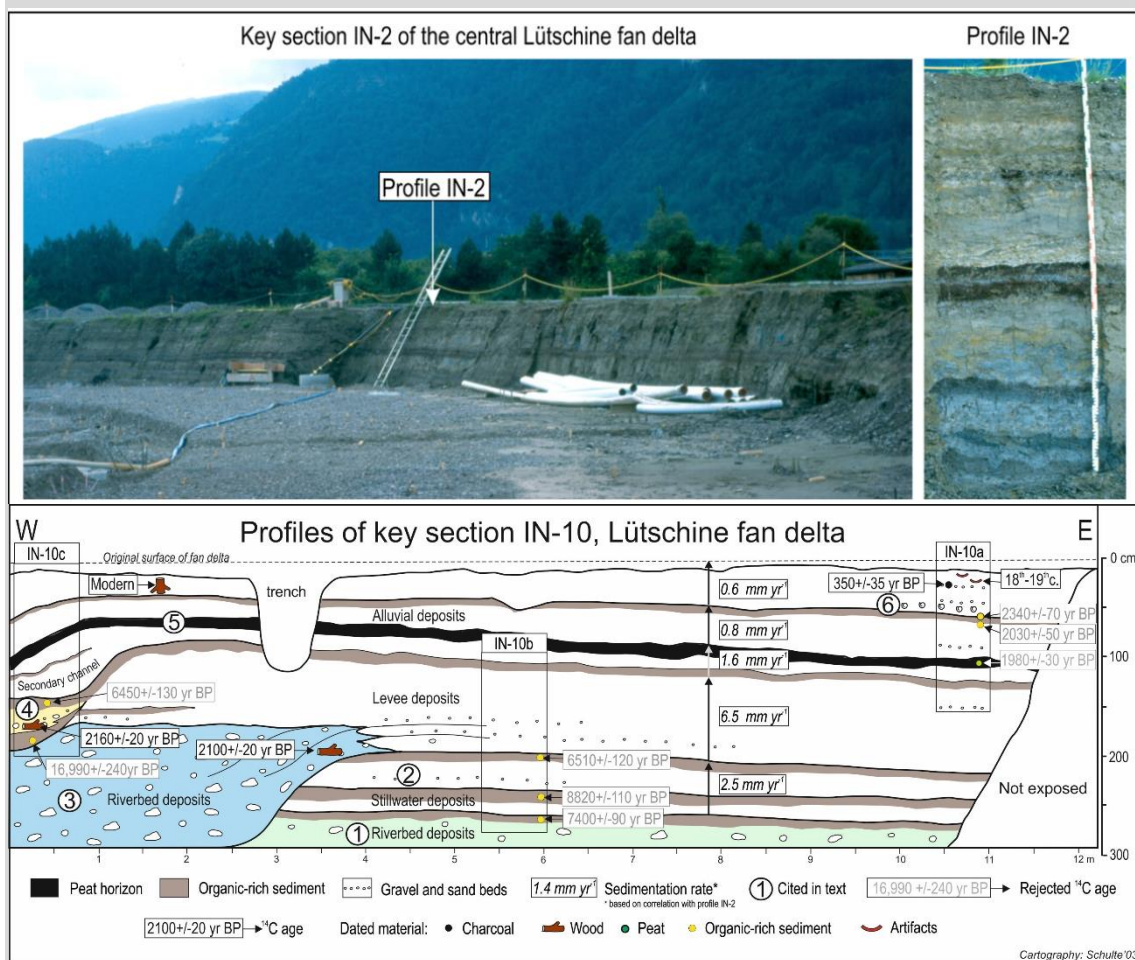 Key section IN-2 of the central Lütschine fan delta
Profile IN-2
Profile IN-2
W
Profiles of key section IN-10, Lütschine fan delta
E
IN-10c
Original surface of fan delta
IN-10a
0 cm
Modern
trench
0.6 mm yr-1
350+/-35 yr BP
18th-19th c.
6
5
Alluvial deposits
0.8 mm yr-1
2340+/-70 yr BP
2030+/-50 yr BP
IN-10b
1.6 mm yr-1
1980+/-30 yr BP
100
Secondary channel
6450+/-130 yr BP
Levee deposits
4
6.5 mm yr-1
2160+/-20 yr BP
2100+/-20 yr BP
6510+/-120 yr BP
200
16,990+/-240yr BP
2
2.5 mm yr-1
Not exposed
3
Riverbed deposits
Stillwater deposits
8820+/-110 yr BP
1
Riverbed deposits
7400+/-90 yr BP
300
1 2 3 4 5 6 7 8 9 10 11 12 m
Peat horizon
Organic-rich sediment
Gravel and sand beds
1.4 mm yr-1
Sedimentation rate*
* based on correlation with profile IN-2
1
Cited in text
16,990 +/-240 yr BP
Rejected 14C age
2100+/-20 yr BP
14C age
Dated material:
Charcoal
Wood
Peat
Organic-rich sediment
Artifacts
Cartography: Schulte'03